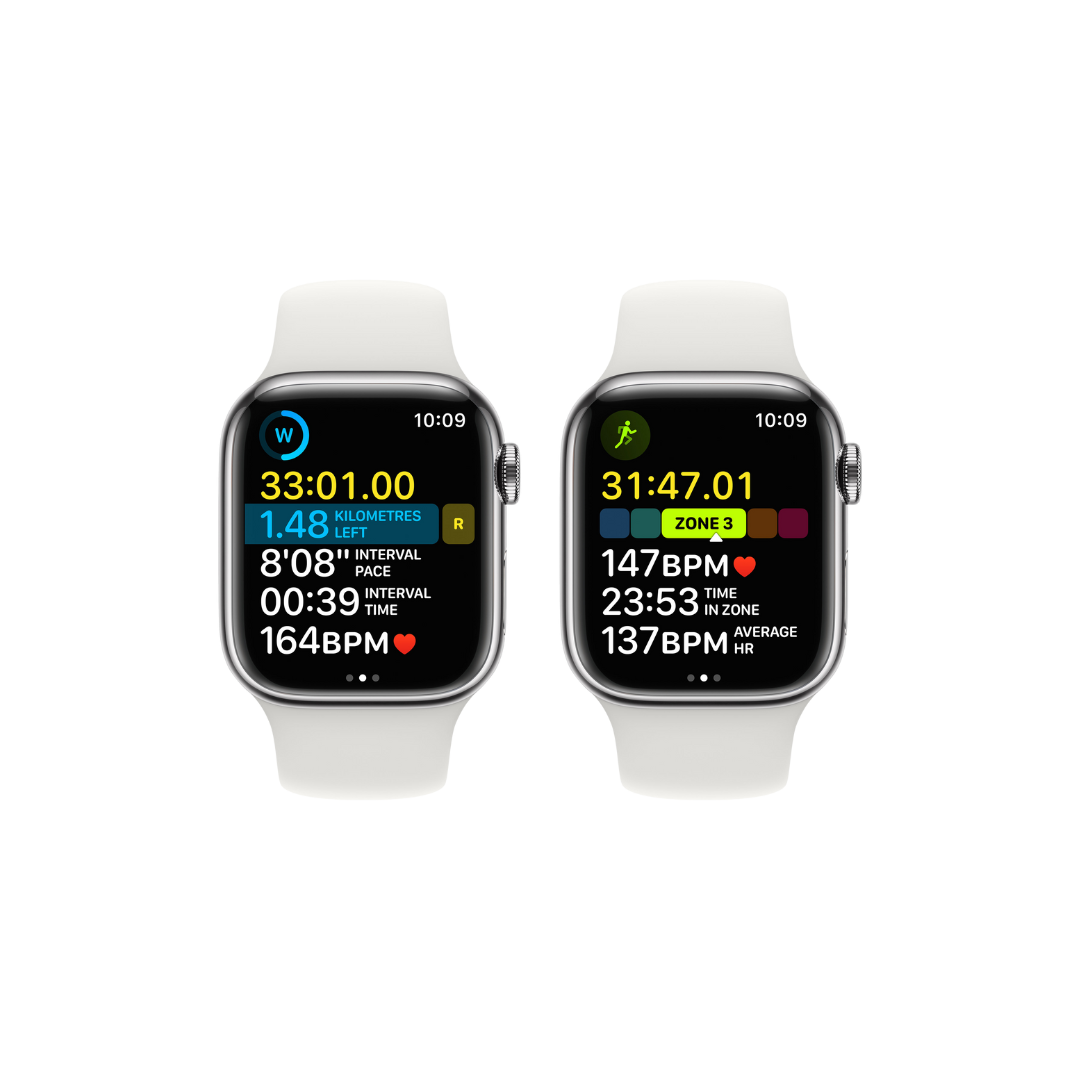 10:09
W
33:01.00
1.48 KILOMETRES
LEFT
R
8'08" INTERVAL
PACE
00:39 INTERVAL
TIME
164BPM
10:09
31:47.01
ZONE 3
147BPM
23:53 TIME
IN ZONE
137BPM AVERAGE
HR